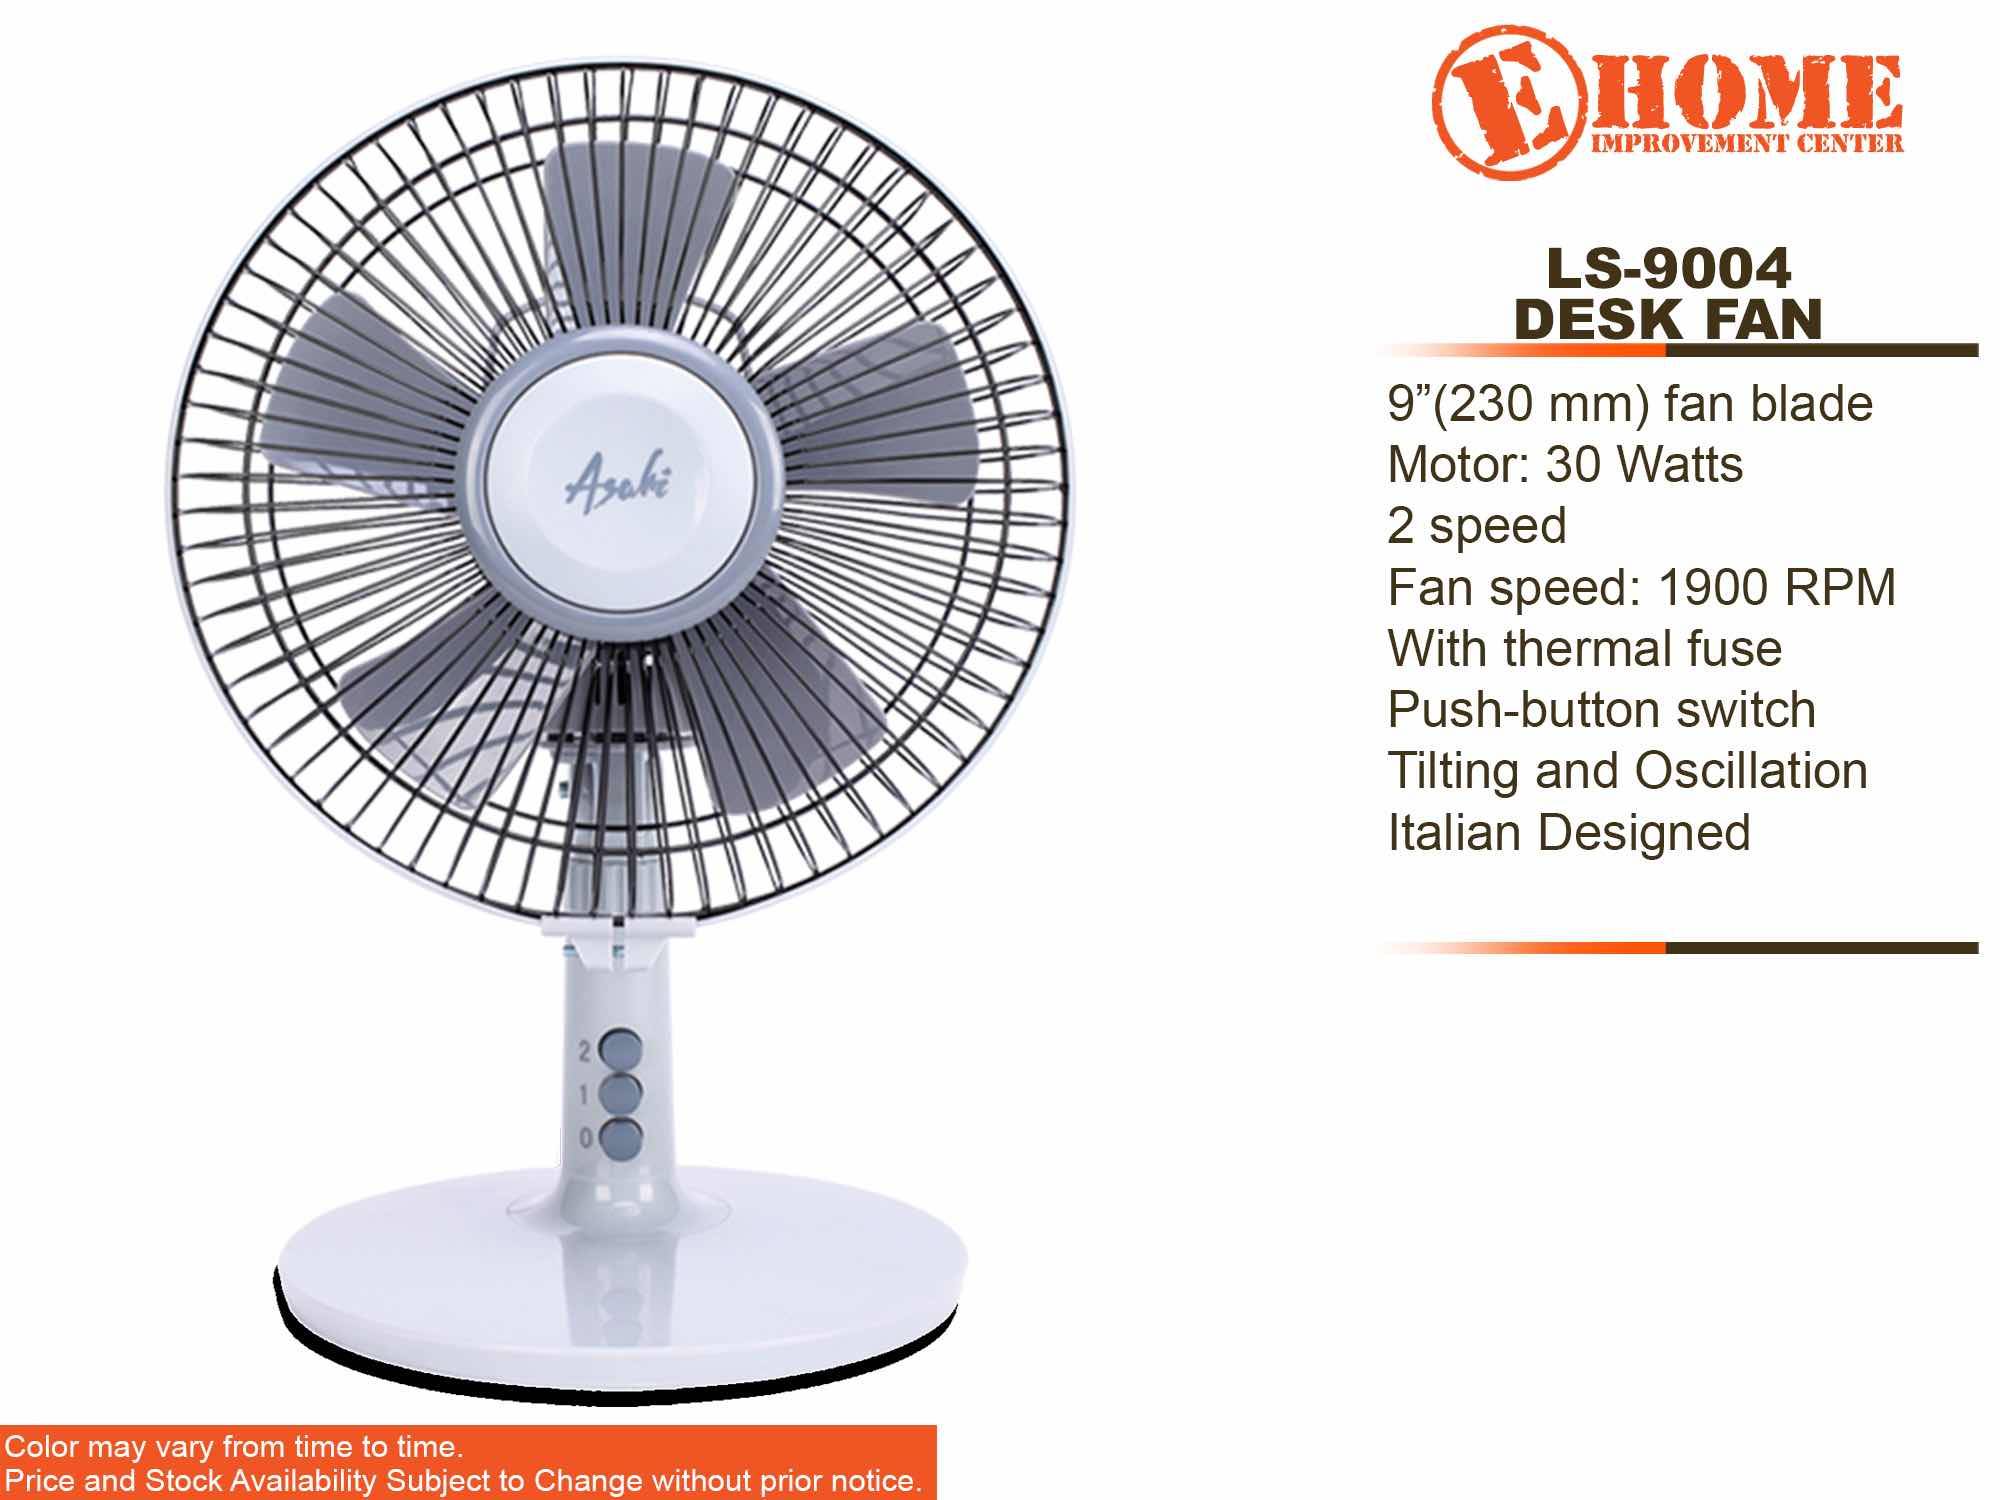 E HOME
IMPROVEMENT CENTER
LS-9004
DESK FAN
9”(230 mm) fan blade
Motor: 30 Watts
2 speed
Fan speed: 1900 RPM
With thermal fuse
Push-button switch
Tilting and Oscillation
Italian Designed
Asahi
2
1
0
Color may vary from time to time.
Price and Stock Availability Subject to Change without prior notice.